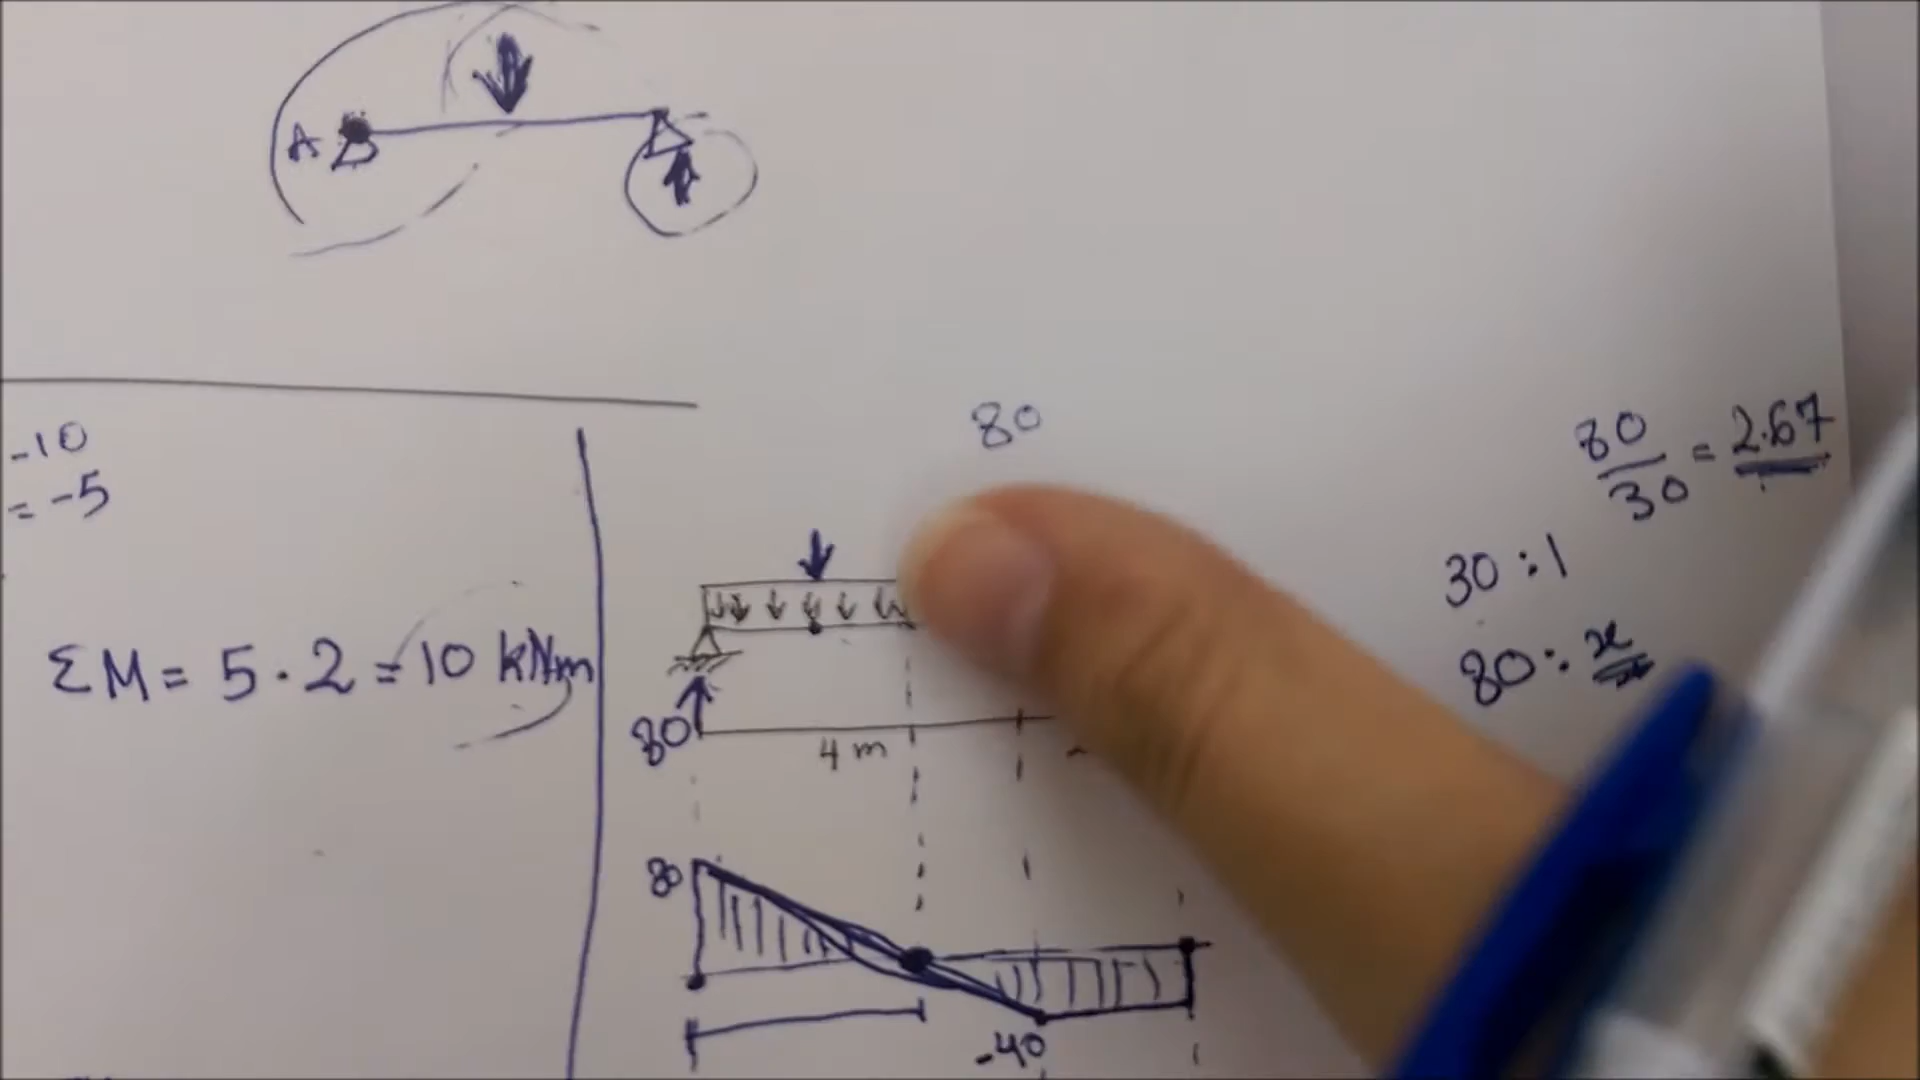 A
-10
= -5
ΣM = 5 · 2 = 10 kNm
80
80
4 m
80
-40
80/30 = 2.67
30 : 1
80 : x